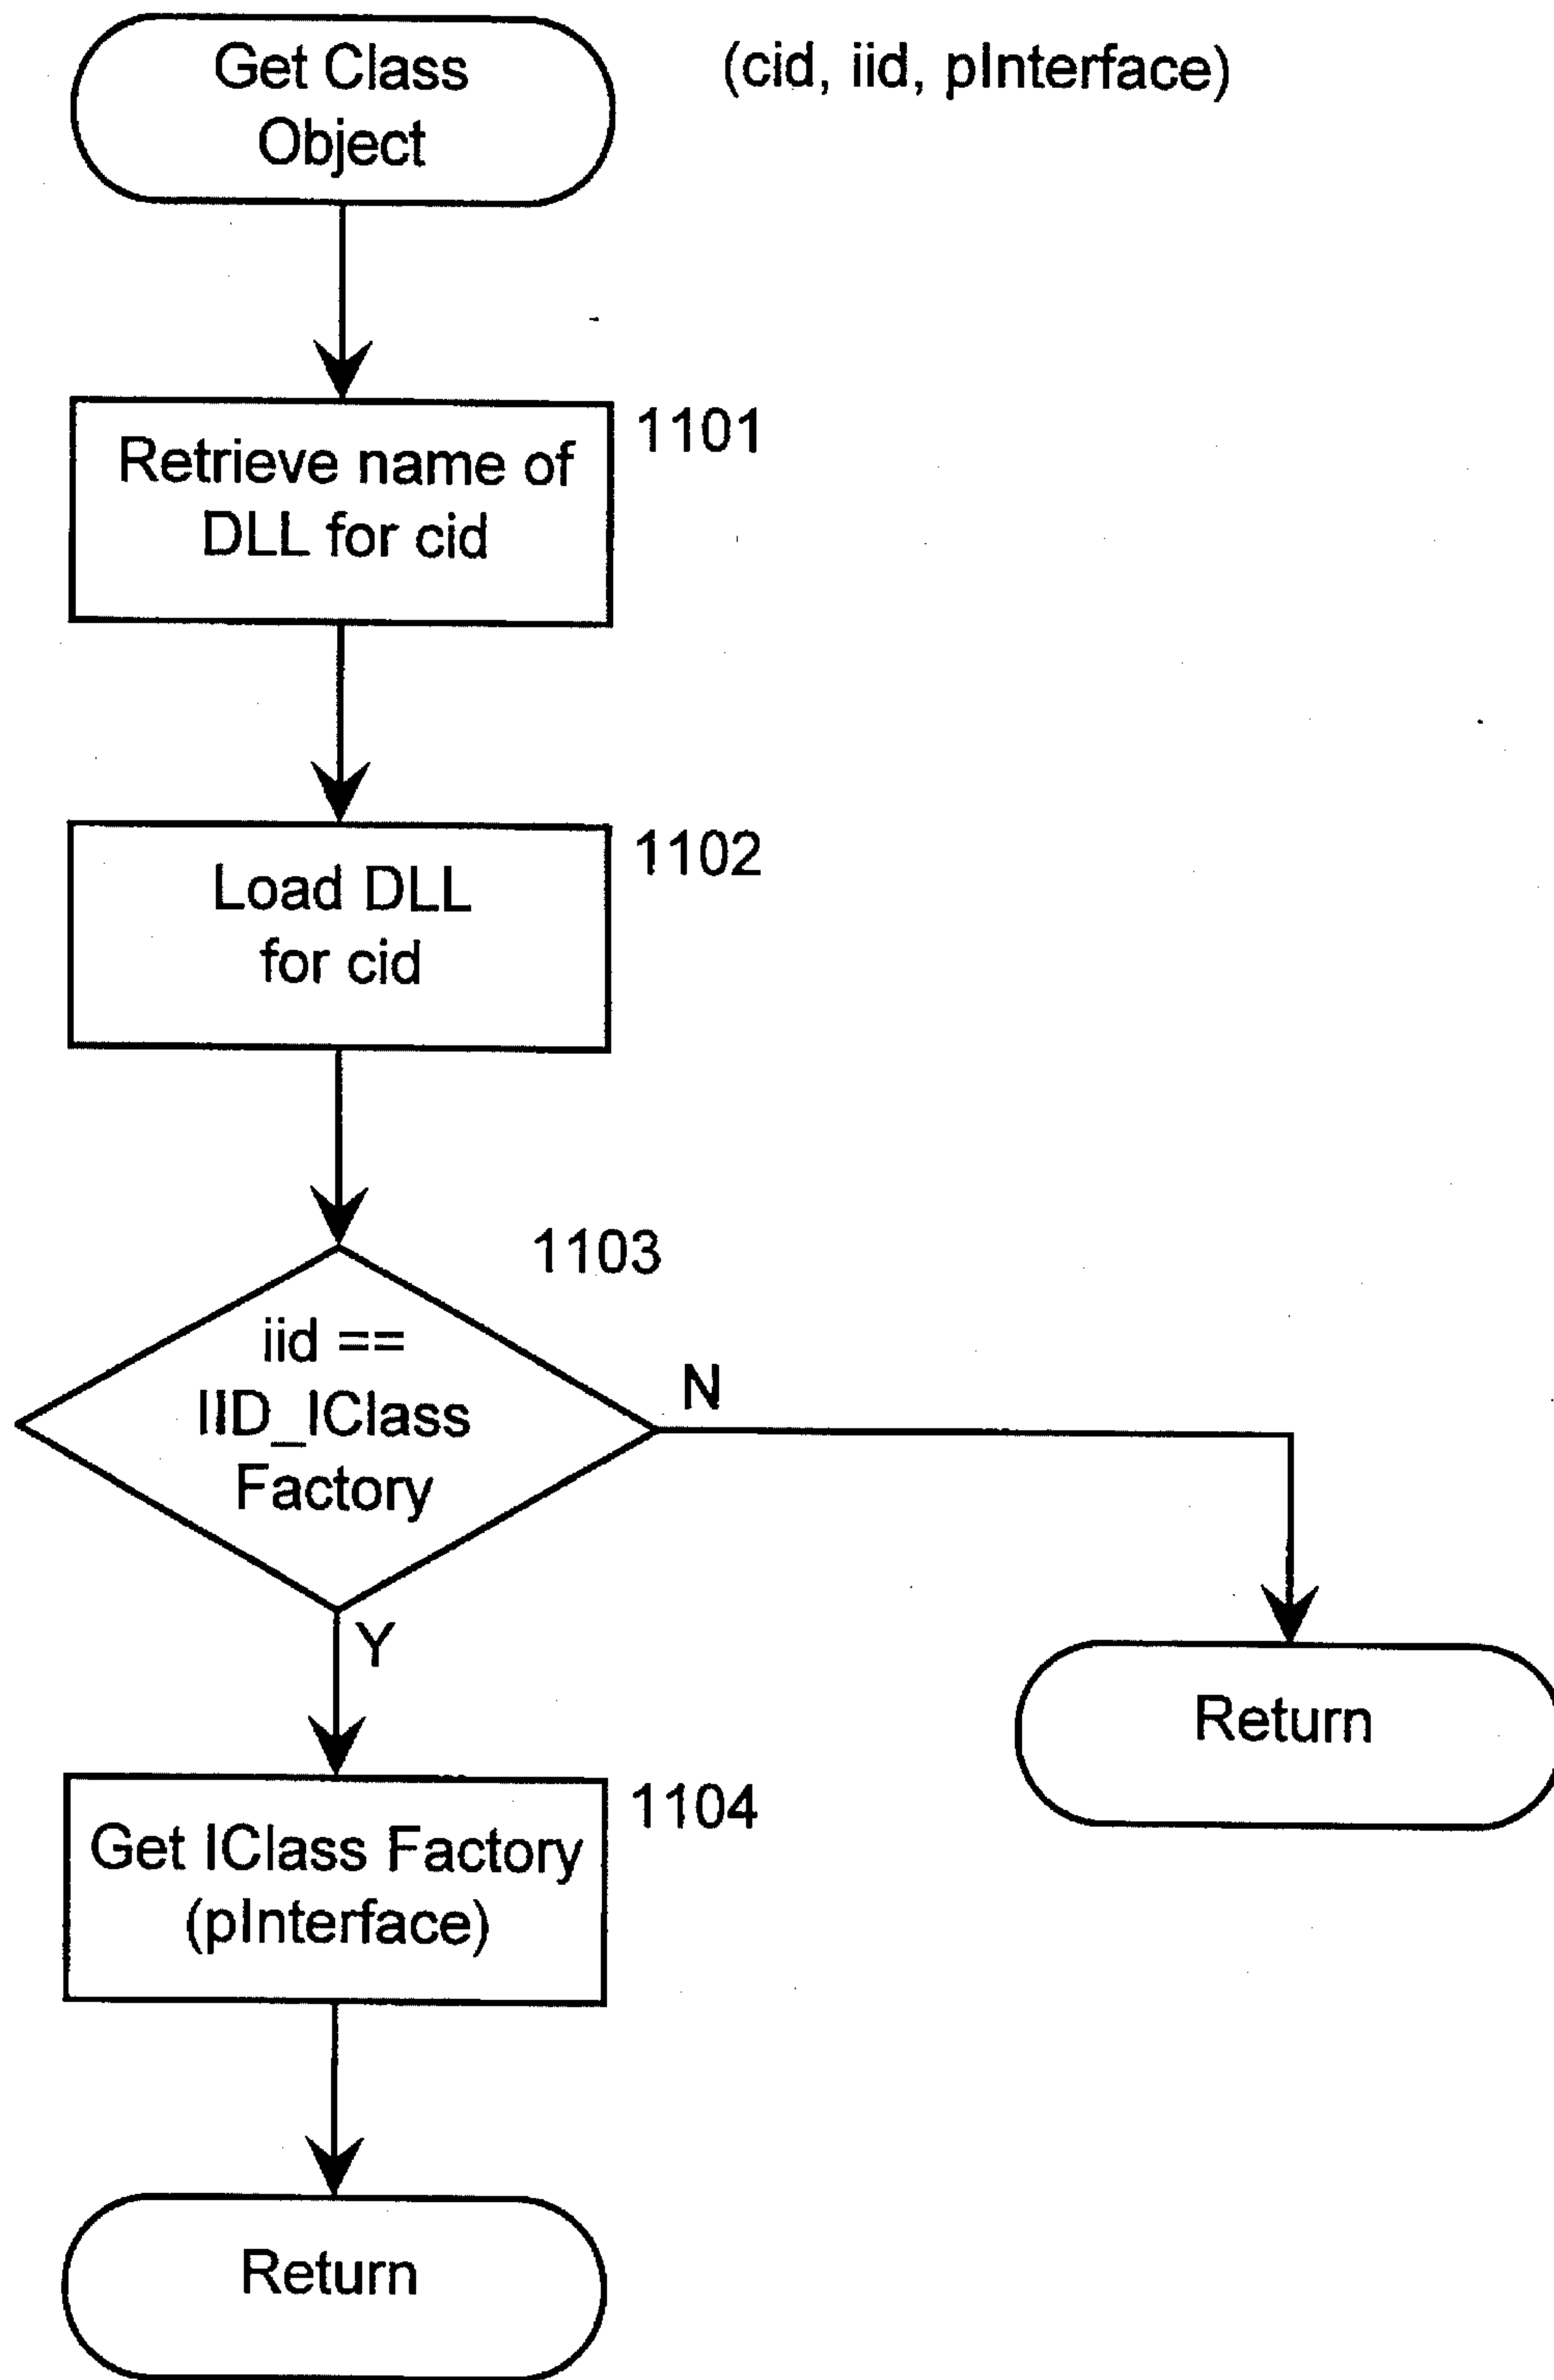 Get Class
Object
(cid, iid, pInterface)
1101
Retrieve name of
DLL for cid
1102
Load DLL
for cid
1103
iid ==
IID_IClass
Factory
N
Y
Return
1104
Get IClass Factory
(pInterface)
Return